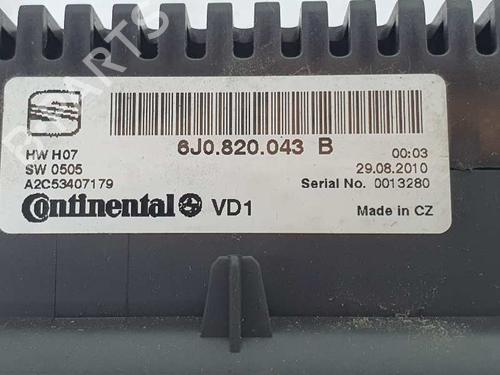 6J0.820.043 B
HW H07
00:03
SW 0505
29.08.2010
A2C53407179
Serial No. 0013280
Continental VD1
Made in CZ
PARTS